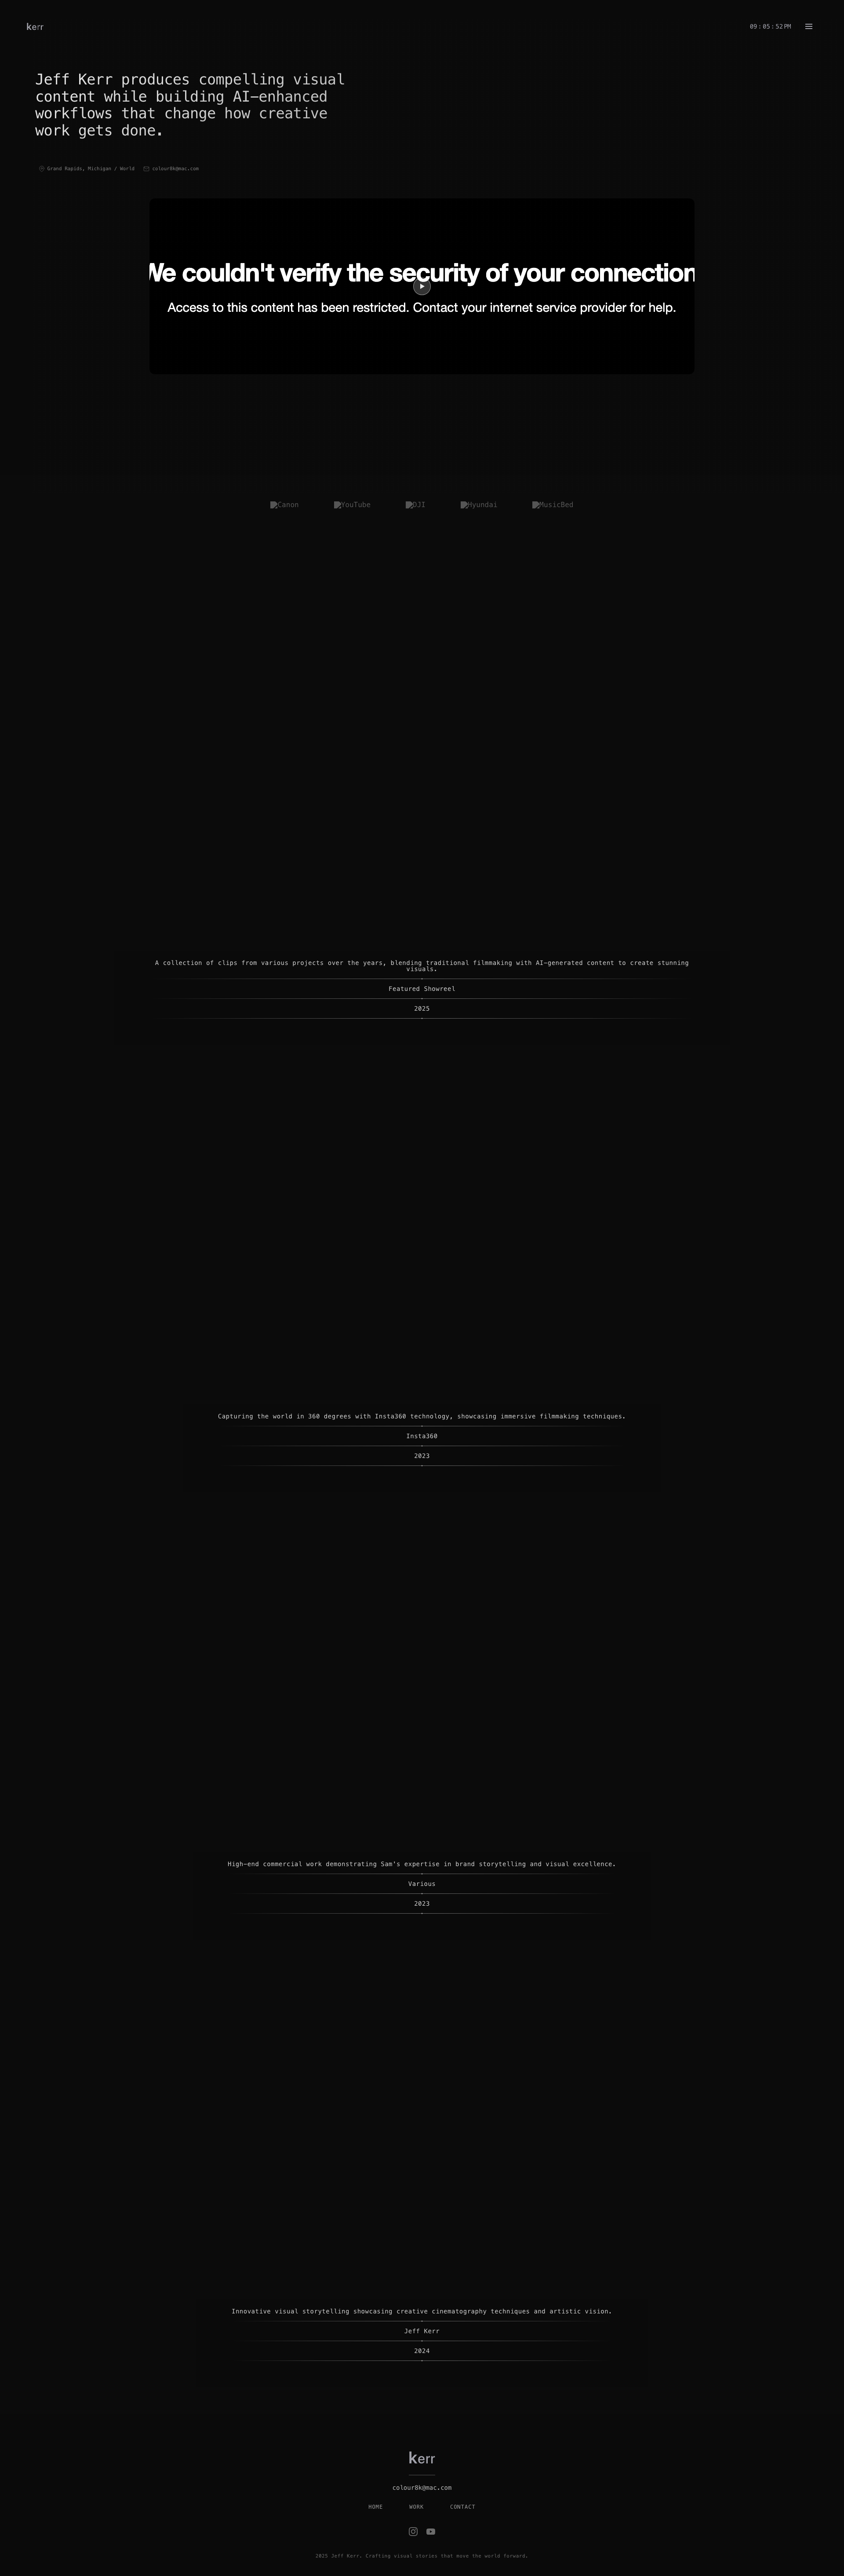 kerr
09:05:52 PM
Jeff Kerr produces compelling visual
content while building AI-enhanced
workflows that change how creative
work gets done.
Grand Rapids, Michigan / World
colour8k@mac.com
We couldn't verify the security of your connection
Access to this content has been restricted. Contact your internet service provider for help.
Canon
YouTube
DJI
Hyundai
MusicBed
A collection of clips from various projects over the years, blending traditional filmmaking with AI-generated content to create stunning
visuals.
Featured Showreel
2025
Capturing the world in 360 degrees with Insta360 technology, showcasing immersive filmmaking techniques.
Insta360
2023
High-end commercial work demonstrating Sam's expertise in brand storytelling and visual excellence.
Various
2023
Innovative visual storytelling showcasing creative cinematography techniques and artistic vision.
Jeff Kerr
2024
kerr
colour8k@mac.com
HOME
WORK
CONTACT
2025 Jeff Kerr. Crafting visual stories that move the world forward.